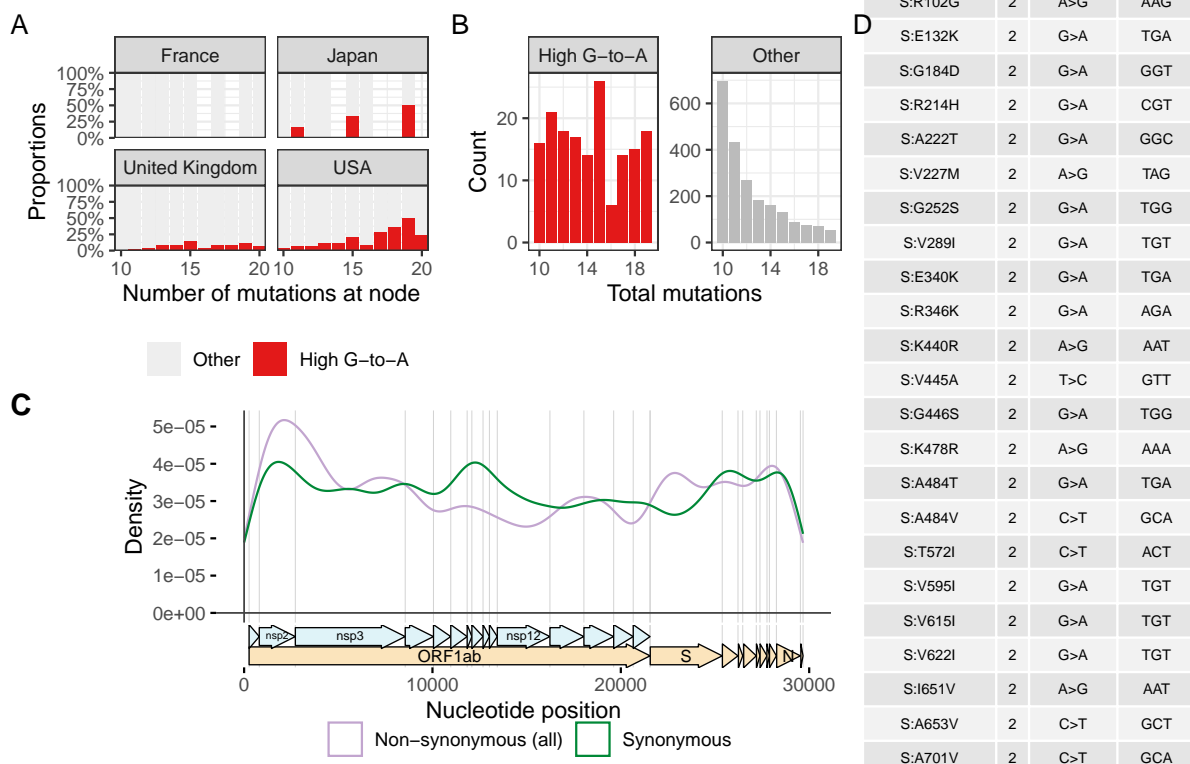 A
France
Japan
100%
75%
50%
25%
0%
United Kingdom
USA
100%
75%
50%
25%
0%
Proportions
10 15 20 10 15 20
Number of mutations at node
Other
High G−to−A
B
High G−to−A
Other
Count
20
10
0
600
400
200
0
10 14 18
10 14 18
Total mutations
C
Density
5e−05
4e−05
3e−05
2e−05
1e−05
0e+00
nsp2
nsp3
nsp12
ORF1ab
S
N
0 10000 20000 30000
Nucleotide position
Non−synonymous (all)
Synonymous
D
S:R102G 2 A>G AAG
S:E132K 2 G>A TGA
S:G184D 2 G>A GGT
S:R214H 2 G>A CGT
S:A222T 2 G>A GGC
S:V227M 2 A>G TAG
S:G252S 2 G>A TGG
S:V289I 2 G>A TGT
S:E340K 2 G>A TGA
S:R346K 2 G>A AGA
S:K440R 2 A>G AAT
S:V445A 2 T>C GTT
S:G446S 2 G>A TGG
S:K478R 2 A>G AAA
S:A484T 2 G>A TGA
S:A484V 2 C>T GCA
S:T572I 2 C>T ACT
S:V595I 2 G>A TGT
S:V615I 2 G>A TGT
S:V622I 2 G>A TGT
S:I651V 2 A>G AAT
S:A653V 2 C>T GCT
S:A701V 2 C>T GCA